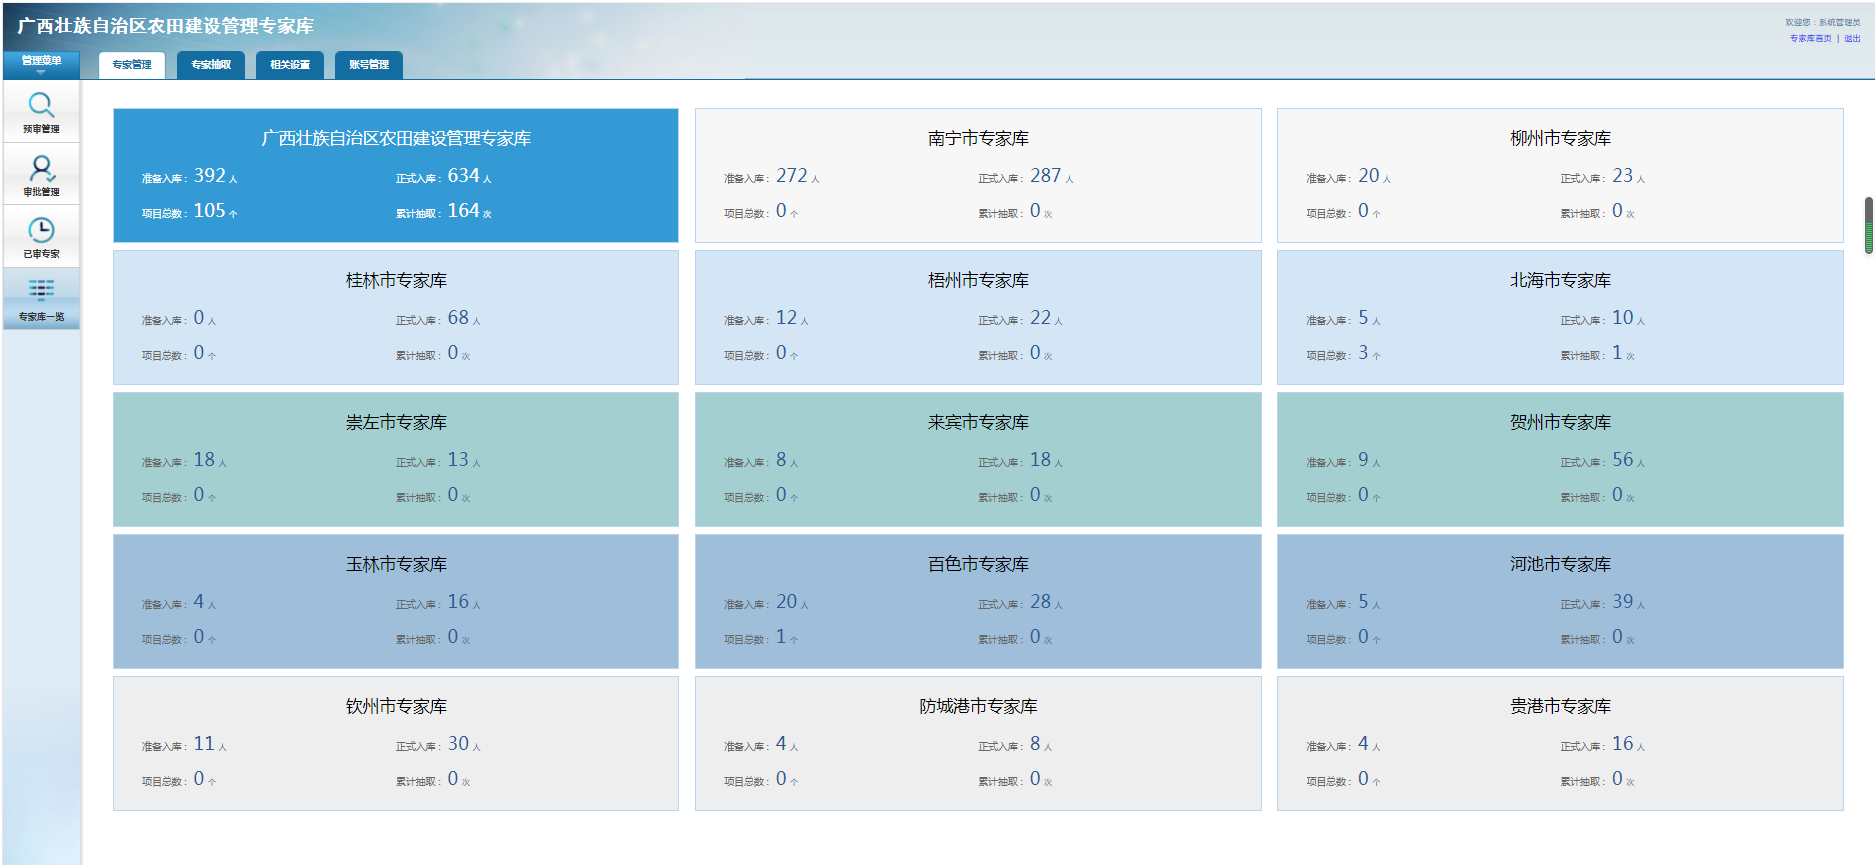 广西壮族自治区农田建设管理专家库
欢迎您：系统管理员
专家库首页 | 退出
管理菜单
专家管理 专家抽取 相关设置 账号管理
预审管理
审批管理
已审专家
专家库一览
广西壮族自治区农田建设管理专家库
准备入库：392 人 正式入库：634 人
项目总数：105 个 累计抽取：164 次
南宁市专家库
准备入库：272 人 正式入库：287 人
项目总数：0 个 累计抽取：0 次
柳州市专家库
准备入库：20 人 正式入库：23 人
项目总数：0 个 累计抽取：0 次
桂林市专家库
准备入库：0 人 正式入库：68 人
项目总数：0 个 累计抽取：0 次
梧州市专家库
准备入库：12 人 正式入库：22 人
项目总数：0 个 累计抽取：0 次
北海市专家库
准备入库：5 人 正式入库：10 人
项目总数：3 个 累计抽取：1 次
崇左市专家库
准备入库：18 人 正式入库：13 人
项目总数：0 个 累计抽取：0 次
来宾市专家库
准备入库：8 人 正式入库：18 人
项目总数：0 个 累计抽取：0 次
贺州市专家库
准备入库：9 人 正式入库：56 人
项目总数：0 个 累计抽取：0 次
玉林市专家库
准备入库：4 人 正式入库：16 人
项目总数：0 个 累计抽取：0 次
百色市专家库
准备入库：20 人 正式入库：28 人
项目总数：1 个 累计抽取：0 次
河池市专家库
准备入库：5 人 正式入库：39 人
项目总数：0 个 累计抽取：0 次
钦州市专家库
准备入库：11 人 正式入库：30 人
项目总数：0 个 累计抽取：0 次
防城港市专家库
准备入库：4 人 正式入库：8 人
项目总数：0 个 累计抽取：0 次
贵港市专家库
准备入库：4 人 正式入库：16 人
项目总数：0 个 累计抽取：0 次